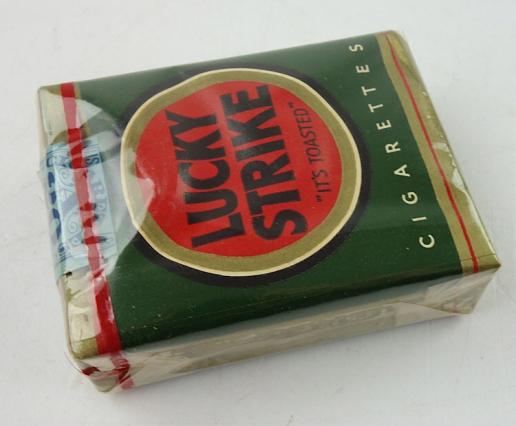 LUCKY
STRIKE
"IT'S TOASTED"
CIGARETTES